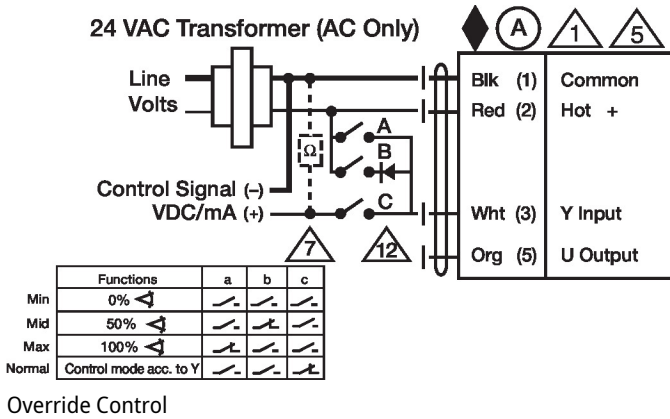 24 VAC Transformer (AC Only)
A
1
5
Line
Volts
Blk (1) Common
Red (2) Hot +
A
Ω
B
Control Signal (–)
VDC/mA (+)
C
Wht (3) Y Input
7
12
Org (5) U Output
Functions a b c
Min 0%
Mid 50%
Max 100%
Normal Control mode acc. to Y
Override Control